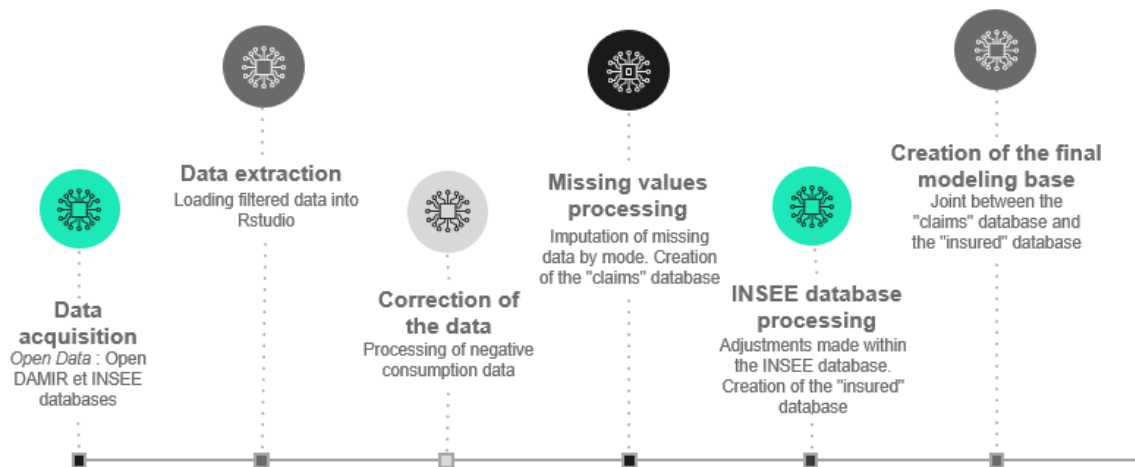 Data
acquisition
Open Data : Open
DAMIR et INSEE
databases
Data extraction
Loading filtered data into
Rstudio
Correction of
the data
Processing of negative
consumption data
Missing values
processing
Imputation of missing
data by mode. Creation
of the "claims" database
INSEE database
processing
Adjustments made within
the INSEE database.
Creation of the "insured"
database
Creation of the final
modeling base
Joint between the
"claims" database and
the "insured" database